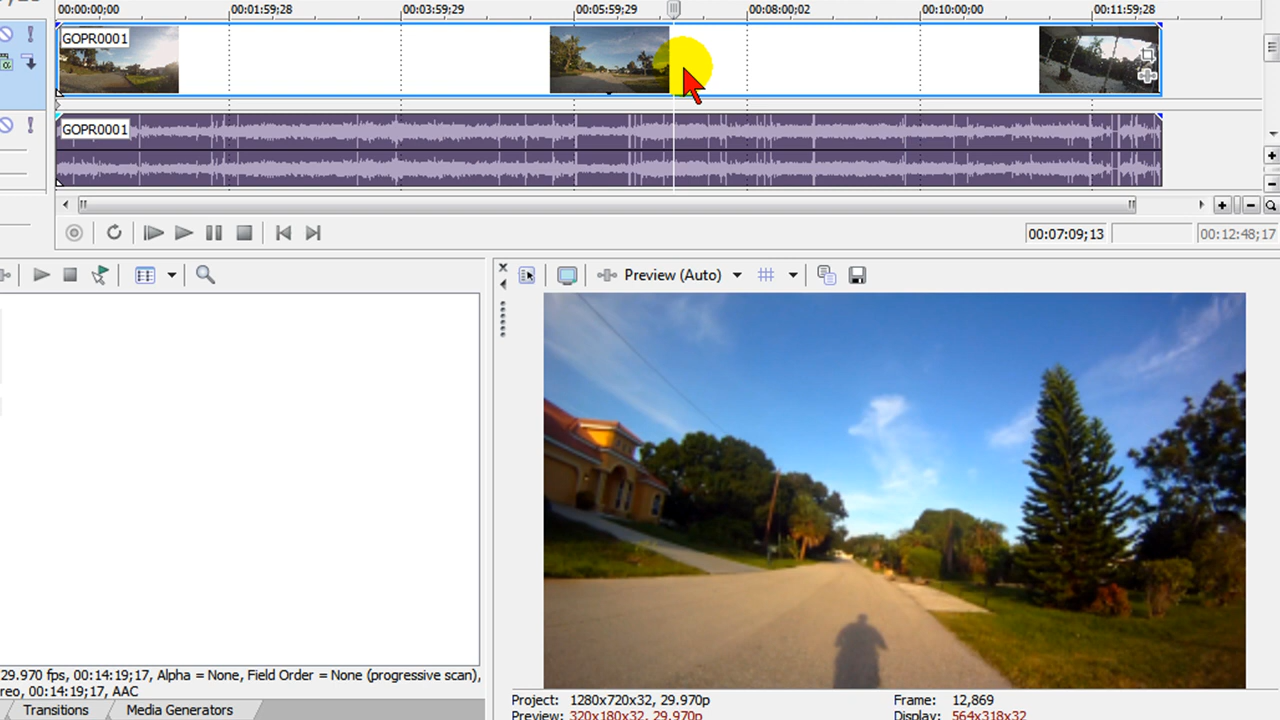 00:00:00;00 00:01:59;28 00:03:59;29 00:05:59;29 00:08:00;02 00:10:00;00 00:11:59;28
GOPR0001
GOPR0001
00:07:09;13 00:12:48;17
Preview (Auto)
29.970 fps, 00:14:19;17, Alpha = None, Field Order = None (progressive scan),
reo, 00:14:19;17, AAC
Transitions Media Generators
Project: 1280x720x32, 29.970p Frame: 12,869
Preview: 320x180x32, 29.970p Display: 564x318x32